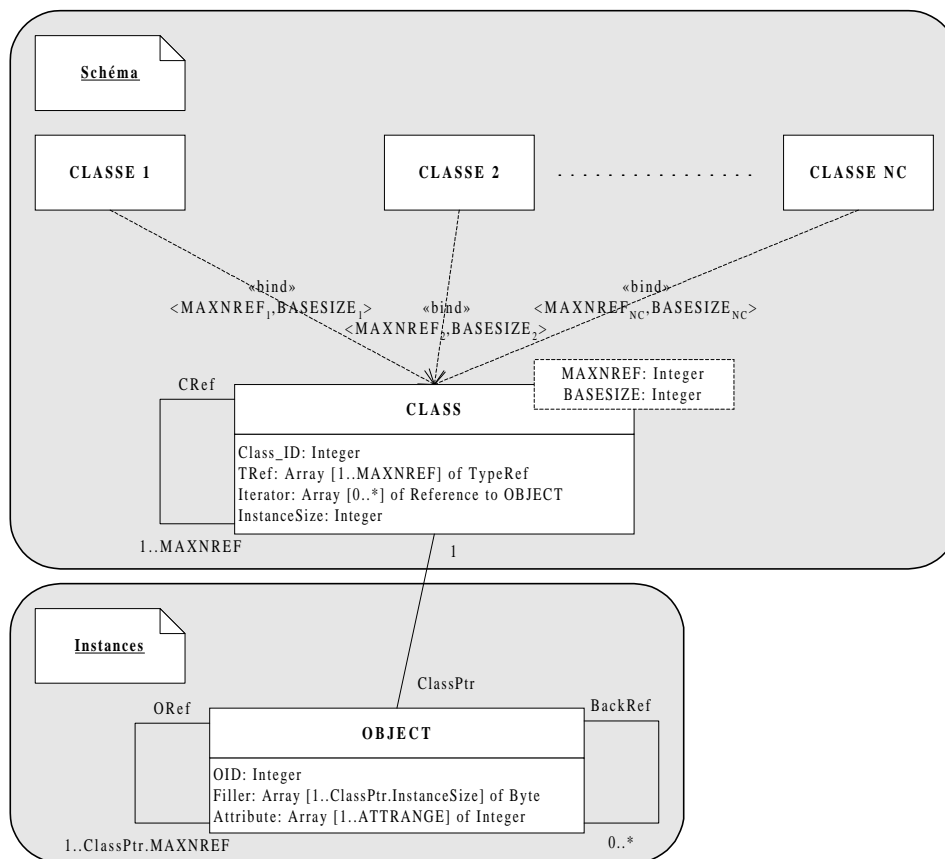 Schéma
CLASSE 1
CLASSE 2
. . . . . . . . . . . . . . . . .
CLASSE NC
«bind»
<MAXNREF1,BASESIZE1>
«bind»
<MAXNREF2,BASESIZE2>
«bind»
<MAXNREFNC,BASESIZENC>
MAXNREF: Integer
BASESIZE: Integer
CRef
CLASS
Class_ID: Integer
TRef: Array [1..MAXNREF] of TypeRef
Iterator: Array [0..*] of Reference to OBJECT
InstanceSize: Integer
1..MAXNREF
1
Instances
ClassPtr
ORef
BackRef
OBJECT
OID: Integer
Filler: Array [1..ClassPtr.InstanceSize] of Byte
Attribute: Array [1..ATTRANGE] of Integer
1..ClassPtr.MAXNREF
0..*